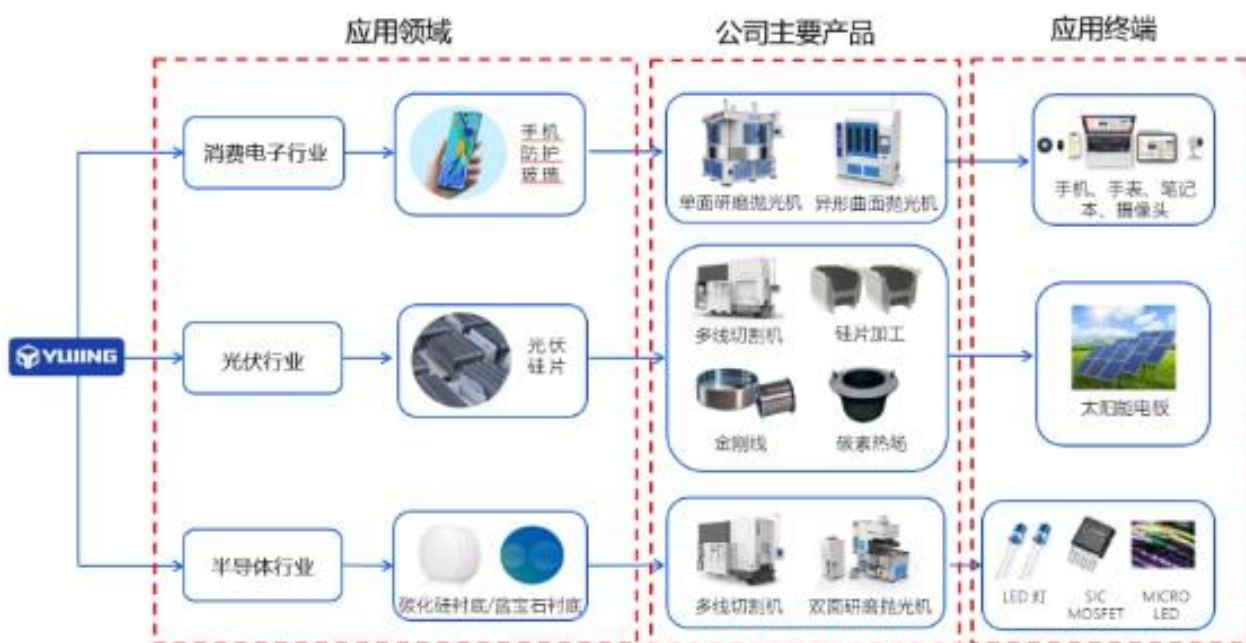 应用领域
公司主要产品
应用终端
消费电子行业
手机
防护
玻璃
单面研磨抛光机
异形曲面抛光机
手机、手表、笔记
本、摄像头
YUJING
光伏行业
光伏
硅片
多线切割机
硅片加工
金刚线
碳素热场
太阳能电板
半导体行业
碳化硅衬底/蓝宝石衬底
多线切割机
双面研磨抛光机
LED 灯
SIC
MOSFET
MICRO
LED